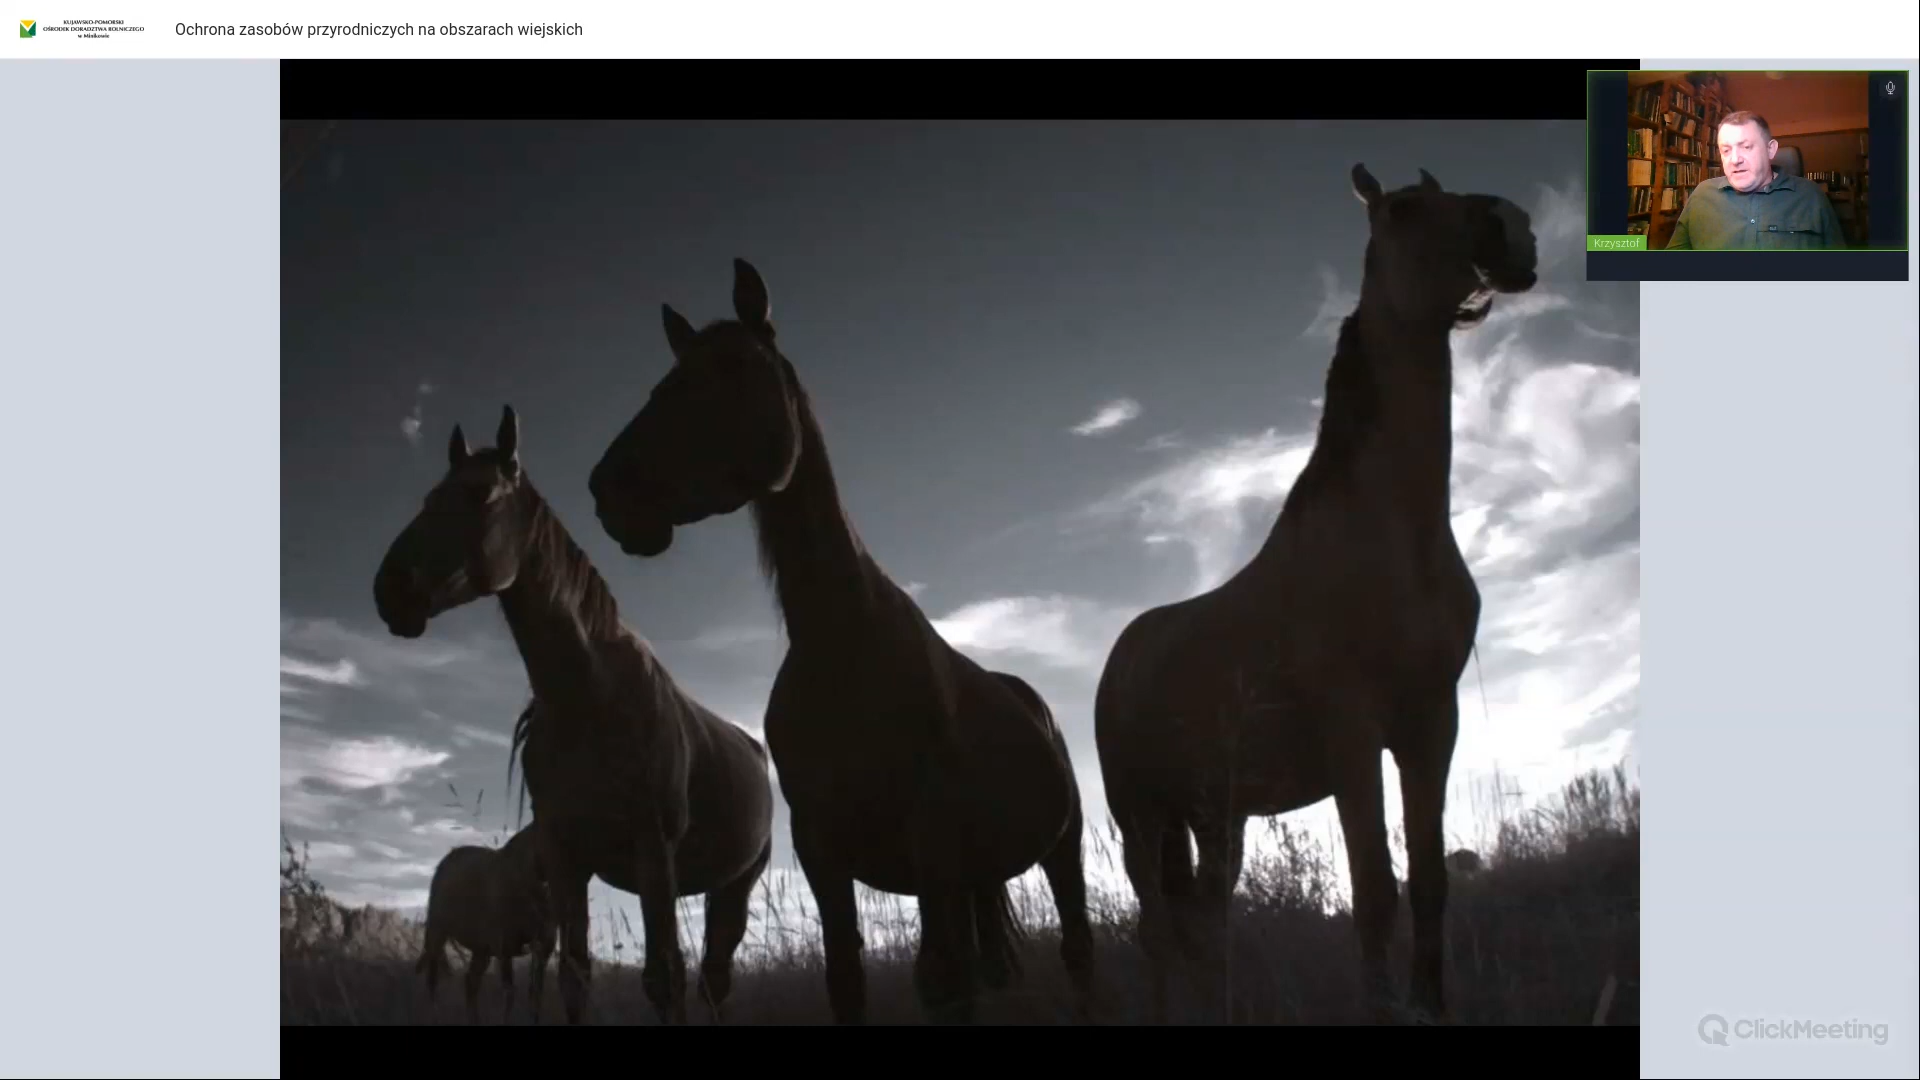 KUJAWSKO-POMORSKI
OŚRODEK DORADZTWA ROLNICZEGO
w Minikowie
Ochrona zasobów przyrodniczych na obszarach wiejskich
Krzysztof
ClickMeeting